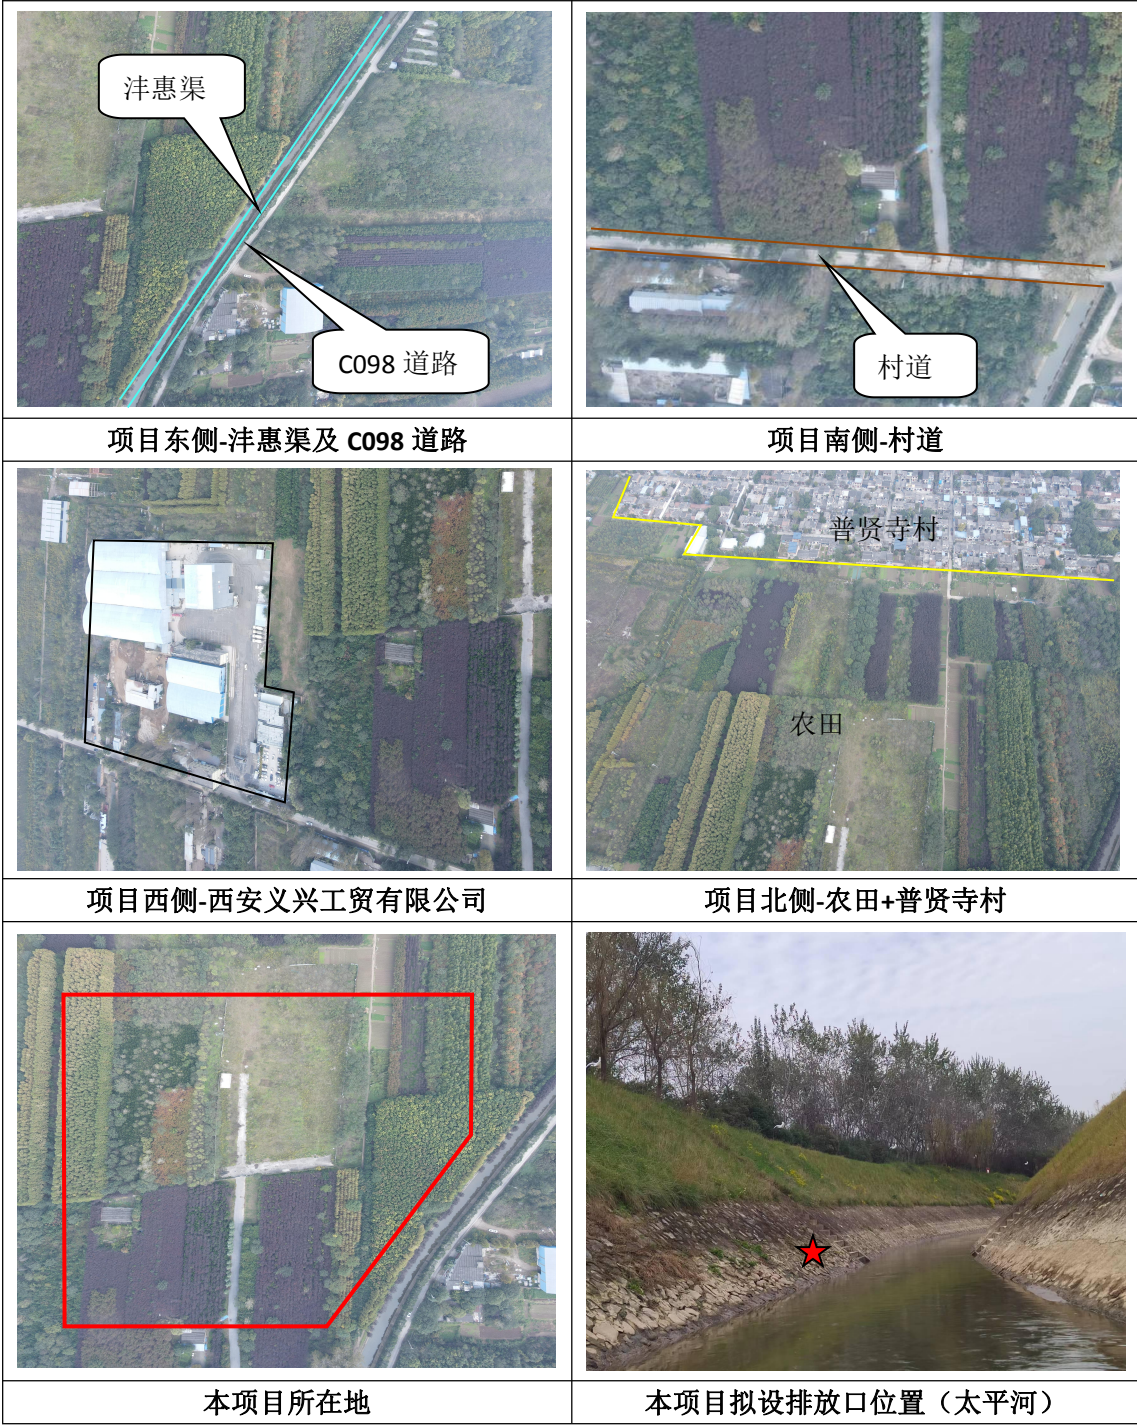 沣惠渠
C098 道路
村道
项目东侧-沣惠渠及 C098 道路
项目南侧-村道
普贤寺村
农田
项目西侧-西安义兴工贸有限公司
项目北侧-农田+普贤寺村
本项目所在地
本项目拟设排放口位置（太平河）